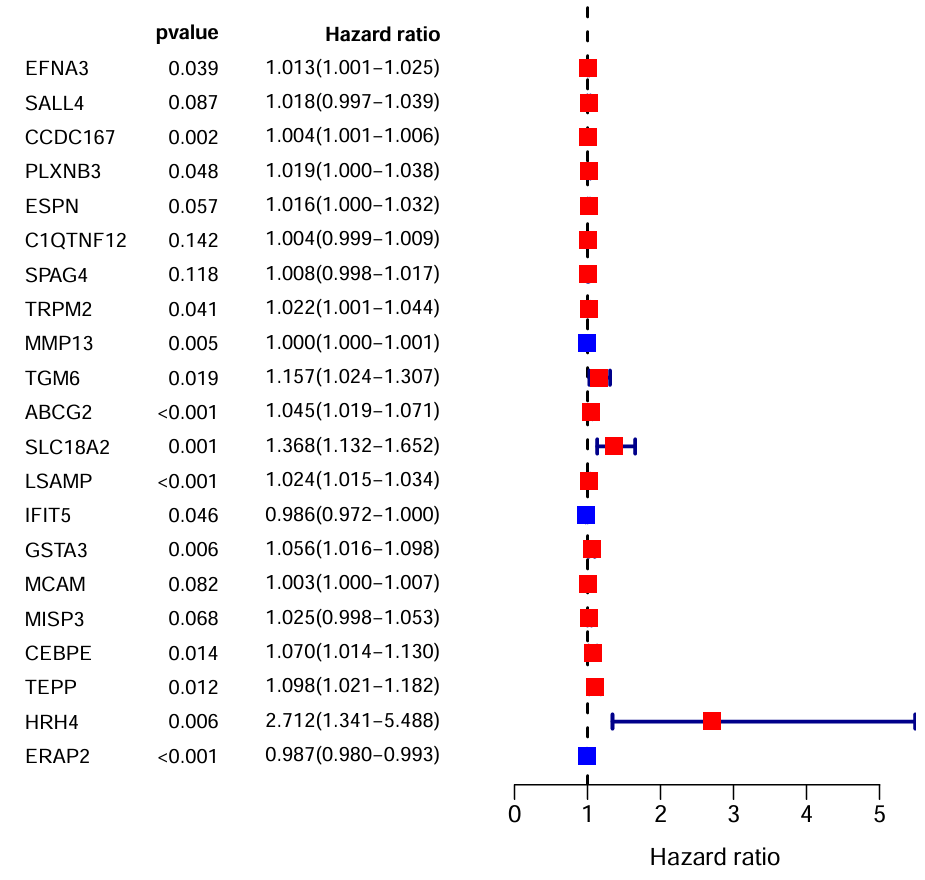 pvalue Hazard ratio
EFNA3 0.039 1.013(1.001−1.025)
SALL4 0.087 1.018(0.997−1.039)
CCDC167 0.002 1.004(1.001−1.006)
PLXNB3 0.048 1.019(1.000−1.038)
ESPN 0.057 1.016(1.000−1.032)
C1QTNF12 0.142 1.004(0.999−1.009)
SPAG4 0.118 1.008(0.998−1.017)
TRPM2 0.041 1.022(1.001−1.044)
MMP13 0.005 1.000(1.000−1.001)
TGM6 0.019 1.157(1.024−1.307)
ABCG2 <0.001 1.045(1.019−1.071)
SLC18A2 0.001 1.368(1.132−1.652)
LSAMP <0.001 1.024(1.015−1.034)
IFIT5 0.046 0.986(0.972−1.000)
GSTA3 0.006 1.056(1.016−1.098)
MCAM 0.082 1.003(1.000−1.007)
MISP3 0.068 1.025(0.998−1.053)
CEBPE 0.014 1.070(1.014−1.130)
TEPP 0.012 1.098(1.021−1.182)
HRH4 0.006 2.712(1.341−5.488)
ERAP2 <0.001 0.987(0.980−0.993)
0 1 2 3 4 5
Hazard ratio